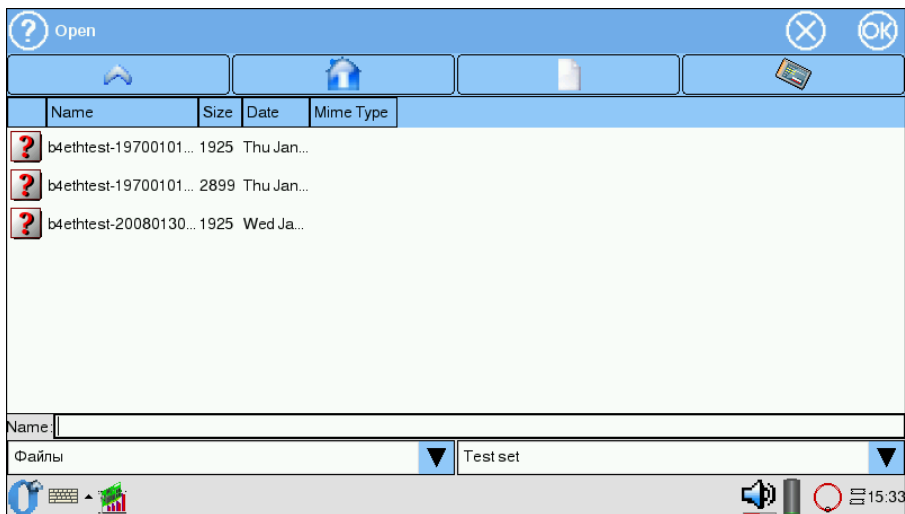 Open
OK
Name Size Date Mime Type
b4ethtest-19700101... 1925 Thu Jan...
b4ethtest-19700101... 2899 Thu Jan...
b4ethtest-20080130... 1925 Wed Ja...
Name:
Файлы Test set
15:33